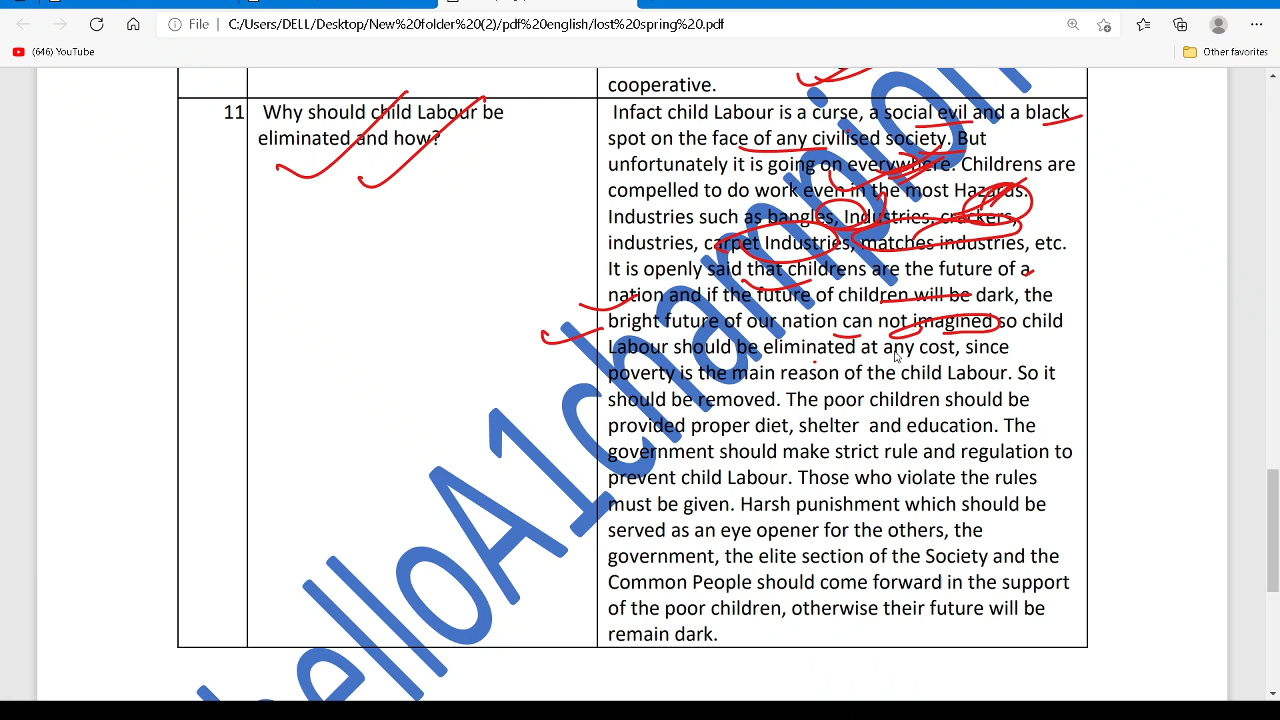 File
C:/Users/DELL/Desktop/New%20folder%20(2)/pdf%20english/lost%20spring%20.pdf
(646) YouTube
Other favorites
cooperative.
11
Why should child Labour be
eliminated and how?
Infact child Labour is a curse, a social evil and a black
spot on the face of any civilised society. But
unfortunately it is going on everywhere. Childrens are
compelled to do work even in the most Hazards.
Industries such as bangles, Industries, crackers,
industries, carpet Industries, matches industries, etc.
It is openly said that childrens are the future of a
nation and if the future of children will be dark, the
bright future of our nation can not imagined so child
Labour should be eliminated at any cost, since
poverty is the main reason of the child Labour. So it
should be removed. The poor children should be
provided proper diet, shelter  and education. The
government should make strict rule and regulation to
prevent child Labour. Those who violate the rules
must be given. Harsh punishment which should be
served as an eye opener for the others, the
government, the elite section of the Society and the
Common People should come forward in the support
of the poor children, otherwise their future will be
remain dark.
helloA1champion